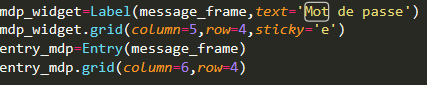 mdp_widget=Label(message_frame,text='Mot de passe')
mdp_widget.grid(column=5,row=4,sticky='e')
entry_mdp=Entry(message_frame)
entry_mdp.grid(column=6,row=4)